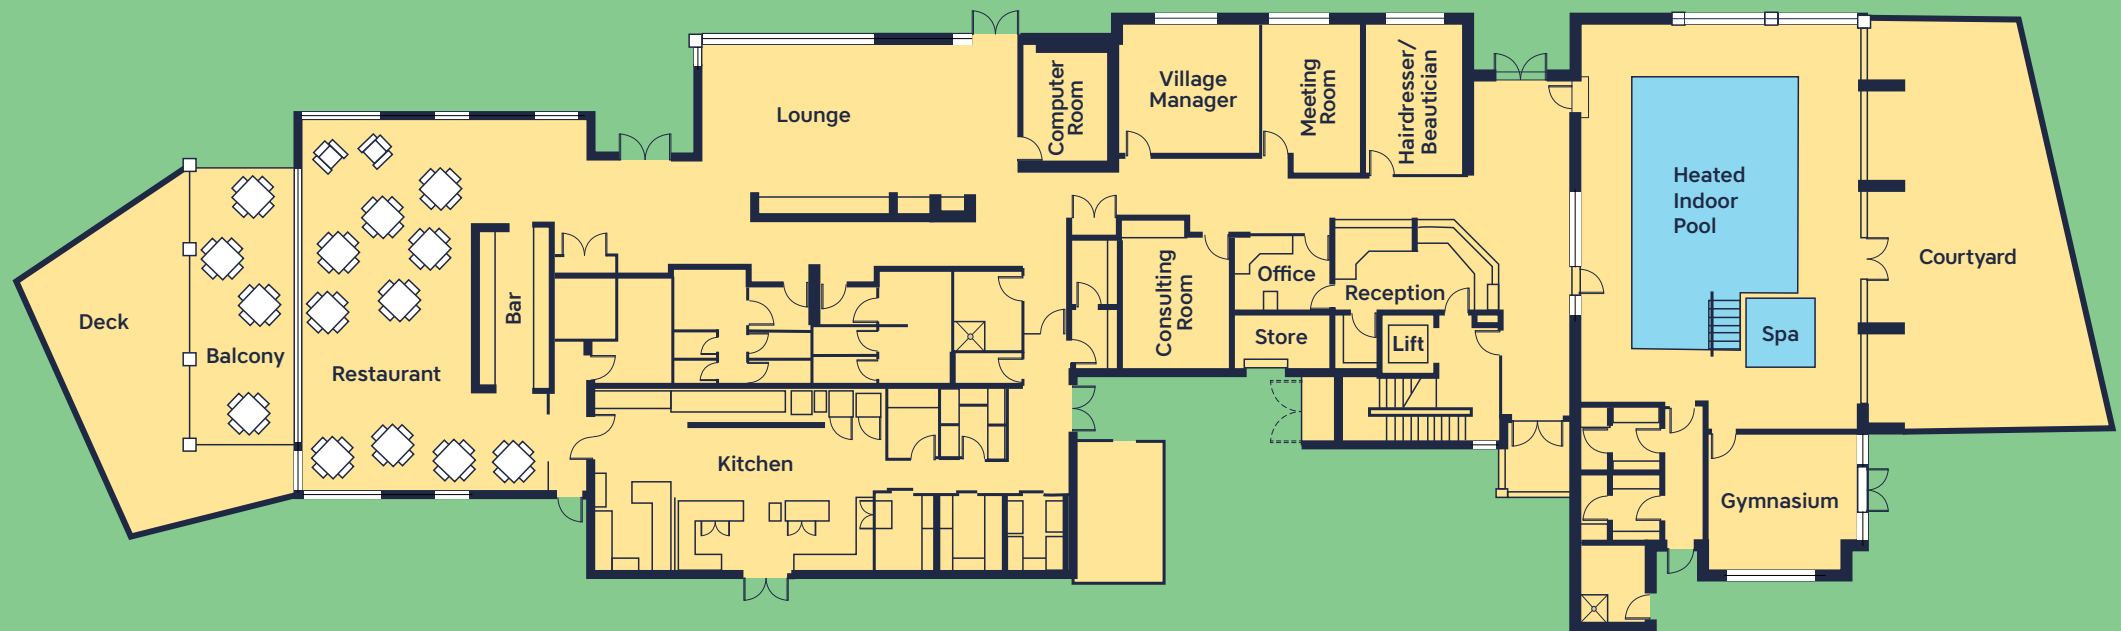 Deck
Balcony
Restaurant
Bar
Lounge
Computer
Room
Village
Manager
Meeting
Room
Hairdresser/
Beautician
Kitchen
Consulting
Room
Office
Reception
Store
Lift
Heated
Indoor
Pool
Spa
Courtyard
Gymnasium